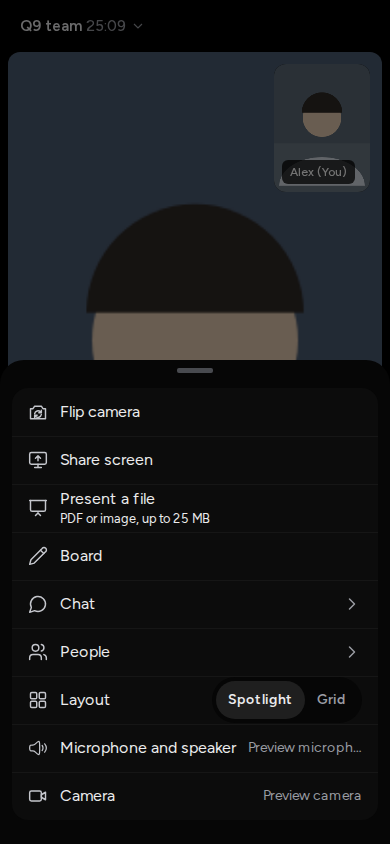 Q9 team 25:09
Alex (You)
Flip camera
Share screen
Present a file
PDF or image, up to 25 MB
Board
Chat
People
Layout Spotlight Grid
Microphone and speaker Preview microph...
Camera Preview camera